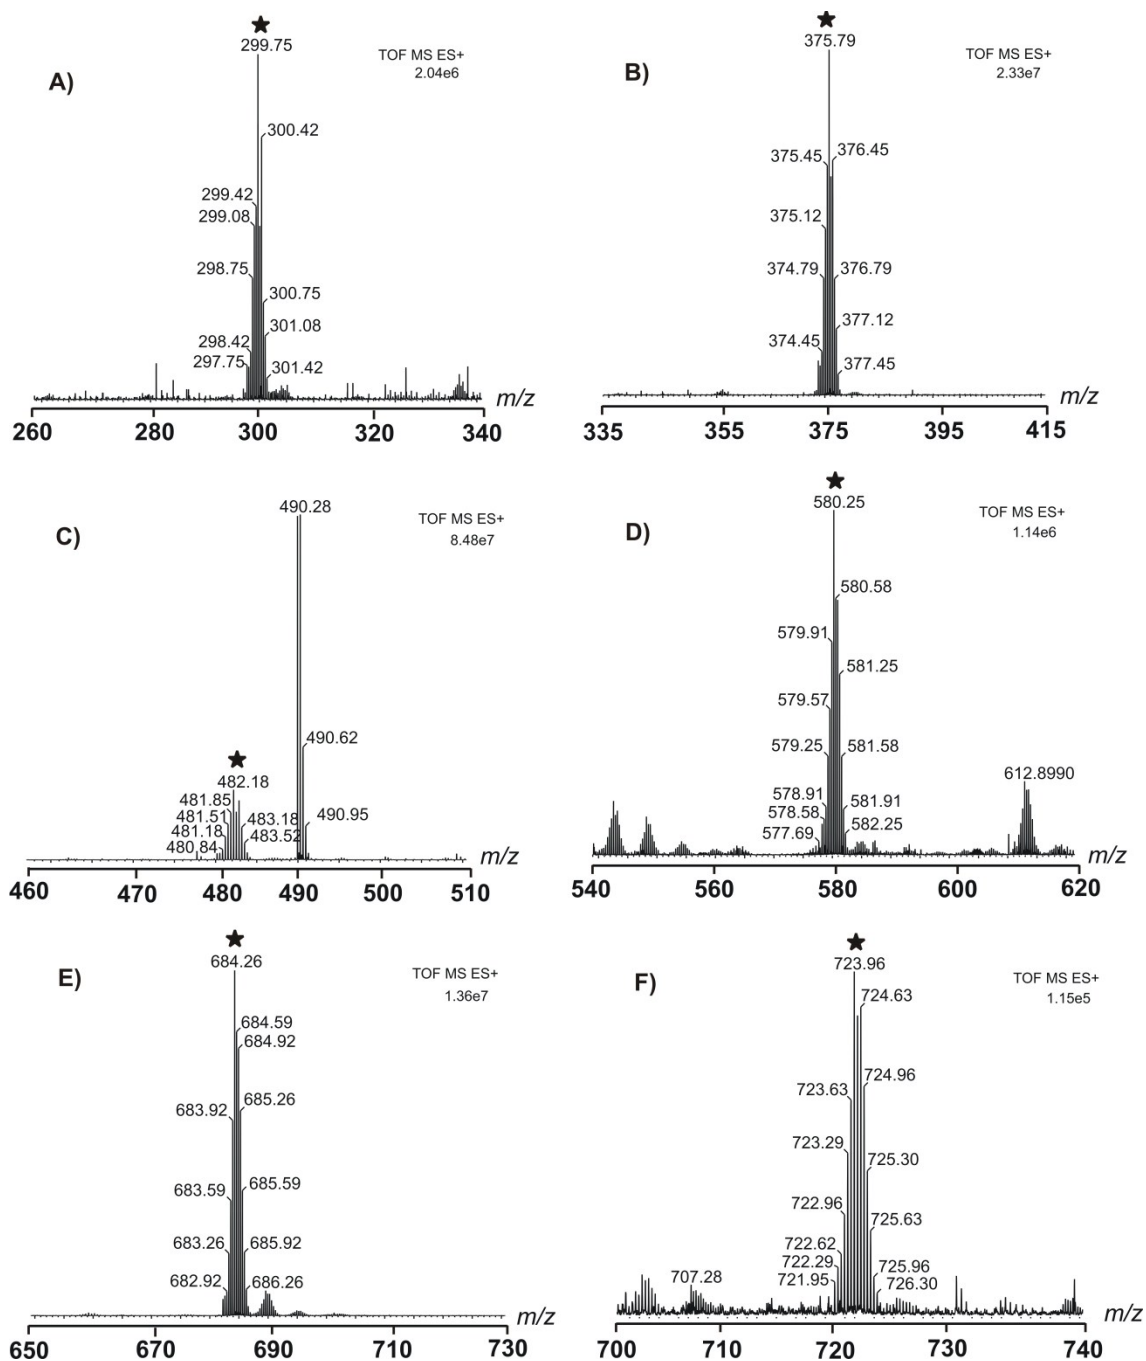 A)
TOF MS ES+
2.04e6
299.75
300.42
299.42
299.08
298.75
300.75
301.08
298.42
297.75
301.42
260 280 300 320 340 m/z
B)
TOF MS ES+
2.33e7
375.79
375.45
376.45
375.12
374.79
376.79
377.12
374.45
377.45
335 355 375 395 415 m/z
C)
TOF MS ES+
8.48e7
490.28
490.62
482.18
481.85
481.51
483.18
490.95
481.18
483.52
480.84
460 470 480 490 500 510 m/z
D)
TOF MS ES+
1.14e6
580.25
580.58
579.91
581.25
579.57
579.25
581.58
612.8990
578.91
581.91
578.58
582.25
577.69
540 560 580 600 620 m/z
E)
TOF MS ES+
1.36e7
684.26
684.59
684.92
683.92
685.26
683.59
685.59
683.26
685.92
682.92
686.26
650 670 690 710 730 m/z
F)
TOF MS ES+
1.15e5
723.96
724.63
723.63
724.96
723.29
725.30
722.96
725.63
722.62
722.29
725.96
721.95
726.30
707.28
700 710 720 730 740 m/z